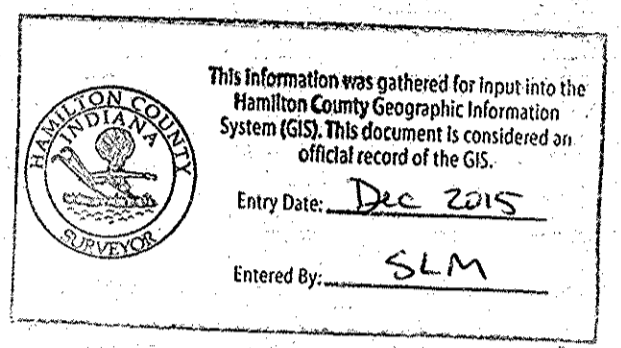 HAMILTON COUNTY
INDIANA
SURVEYOR
This information was gathered for input into the
Hamilton County Geographic Information
System (GIS). This document is considered an
official record of the GIS.
Entry Date: Dec 2015
Entered By: SLM